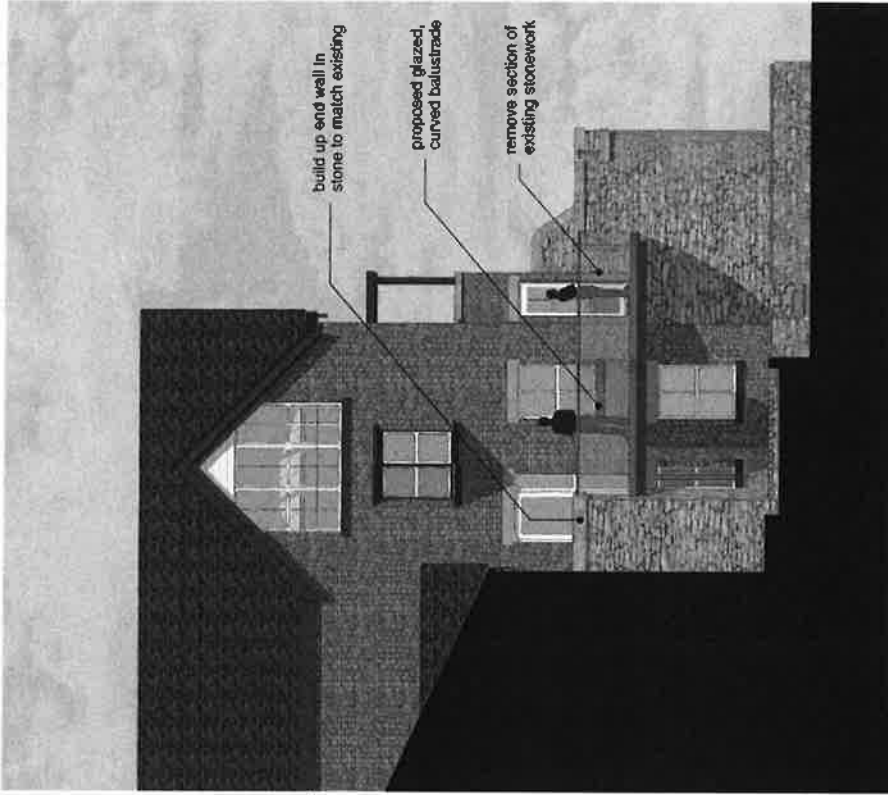 build up end wall in
stone to match existing
proposed glazed,
curved balustrade
remove section of
existing stonework